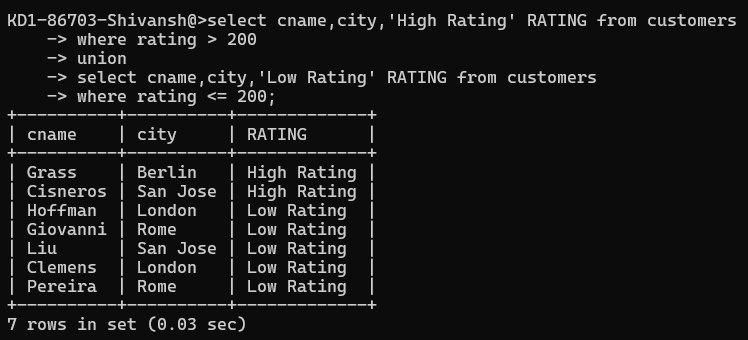 KD1-86703-Shivansh@>select cname,city,'High Rating' RATING from customers
    -> where rating > 200
    -> union
    -> select cname,city,'Low Rating' RATING from customers
    -> where rating <= 200;
+----------+----------+-------------+
| cname    | city     | RATING      |
+----------+----------+-------------+
| Grass    | Berlin   | High Rating |
| Cisneros | San Jose | High Rating |
| Hoffman  | London   | Low Rating  |
| Giovanni | Rome     | Low Rating  |
| Liu      | San Jose | Low Rating  |
| Clemens  | London   | Low Rating  |
| Pereira  | Rome     | Low Rating  |
+----------+----------+-------------+
7 rows in set (0.03 sec)